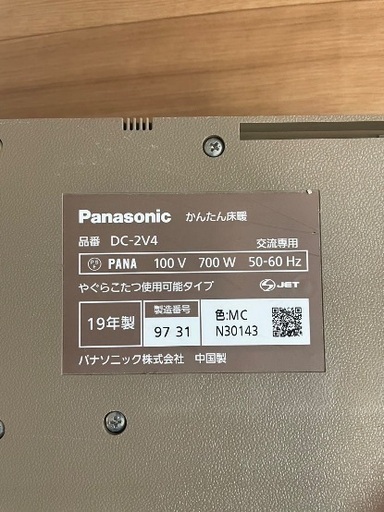 Panasonic かんたん床暖
品番 DC-2V4 交流専用
PANA 100 V 700 W 50-60 Hz
やぐらこたつ使用可能タイプ JET
19年製 製造番号 97 31 色:MC
N30143
パナソニック株式会社 中国製